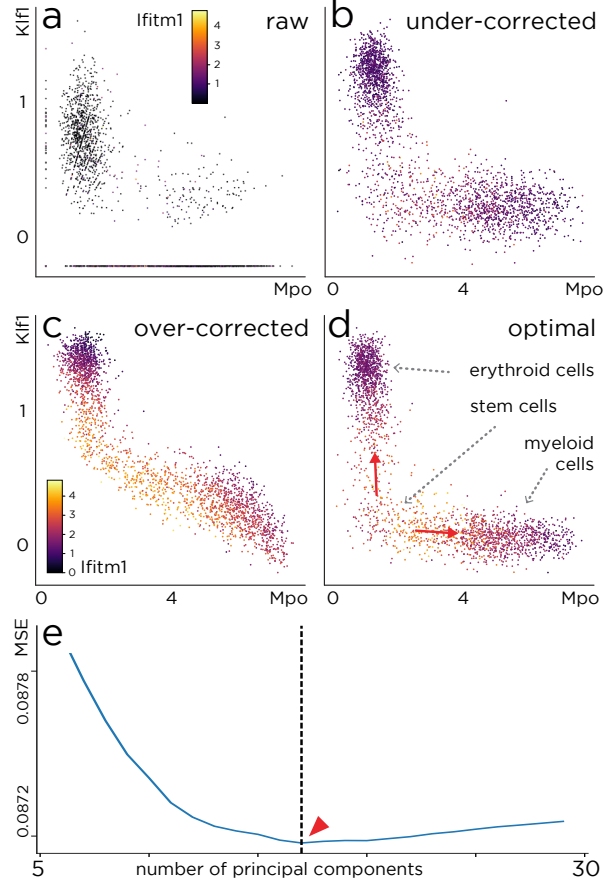 a
Ifitm1
raw
Klf1
4
3
2
1
1
0
Mpo
b
under-corrected
0
4
Mpo
c
over-corrected
Klf1
1
0
4
3
2
1
0
Ifitm1
0
4
Mpo
d
optimal
erythroid cells
stem cells
myeloid
cells
0
4
Mpo
e
MSE
0.0878
0.0872
5
number of principal components
30